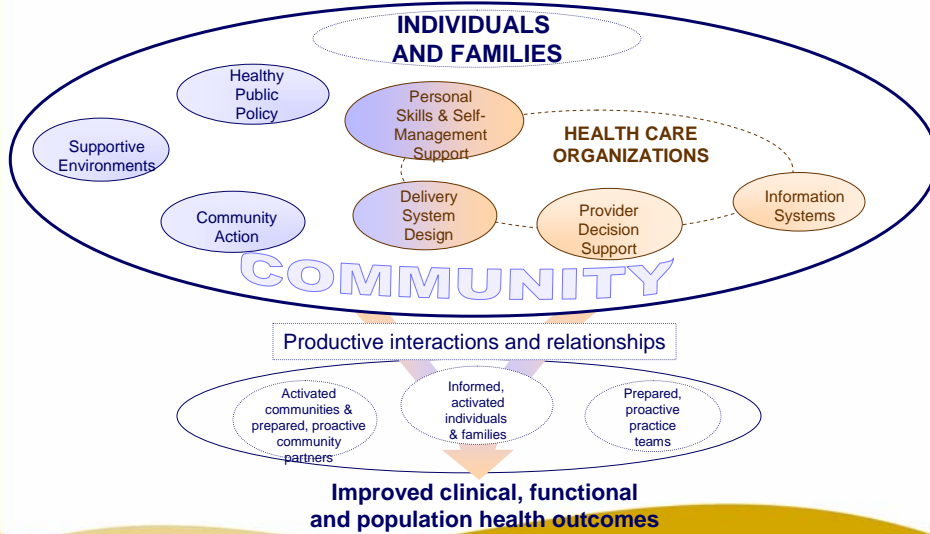 INDIVIDUALS
AND FAMILIES
Healthy
Public
Policy
Supportive
Environments
Community
Action
Personal
Skills & Self-
Management
Support
HEALTH CARE
ORGANIZATIONS
Delivery
System
Design
Provider
Decision
Support
Information
Systems
COMMUNITY
Productive interactions and relationships
Activated
communities &
prepared, proactive
community
partners
Informed,
activated
individuals
& families
Prepared,
proactive
practice
teams
Improved clinical, functional
and population health outcomes